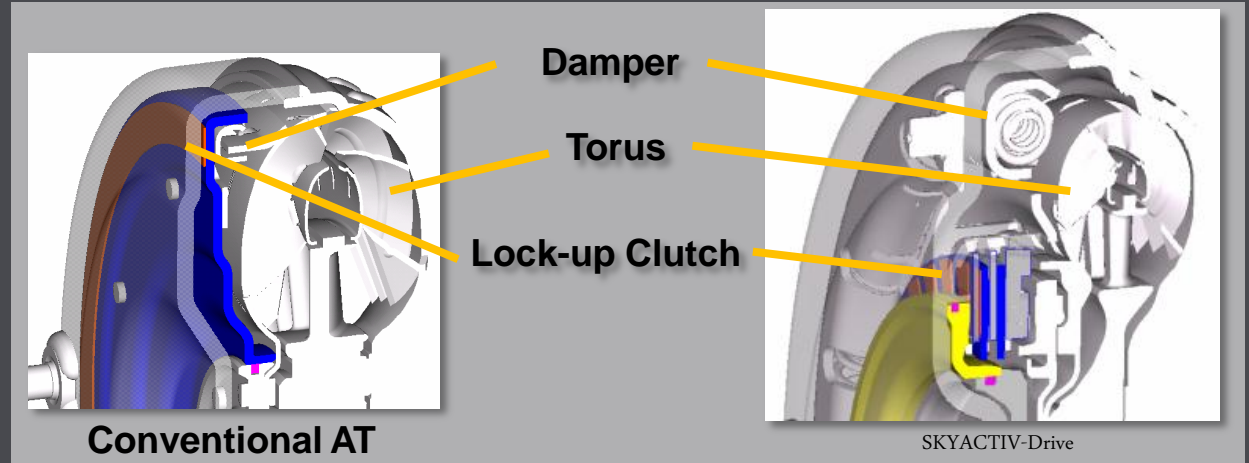 Damper
Torus
Lock-up Clutch
Conventional AT
SKYACTIV-Drive